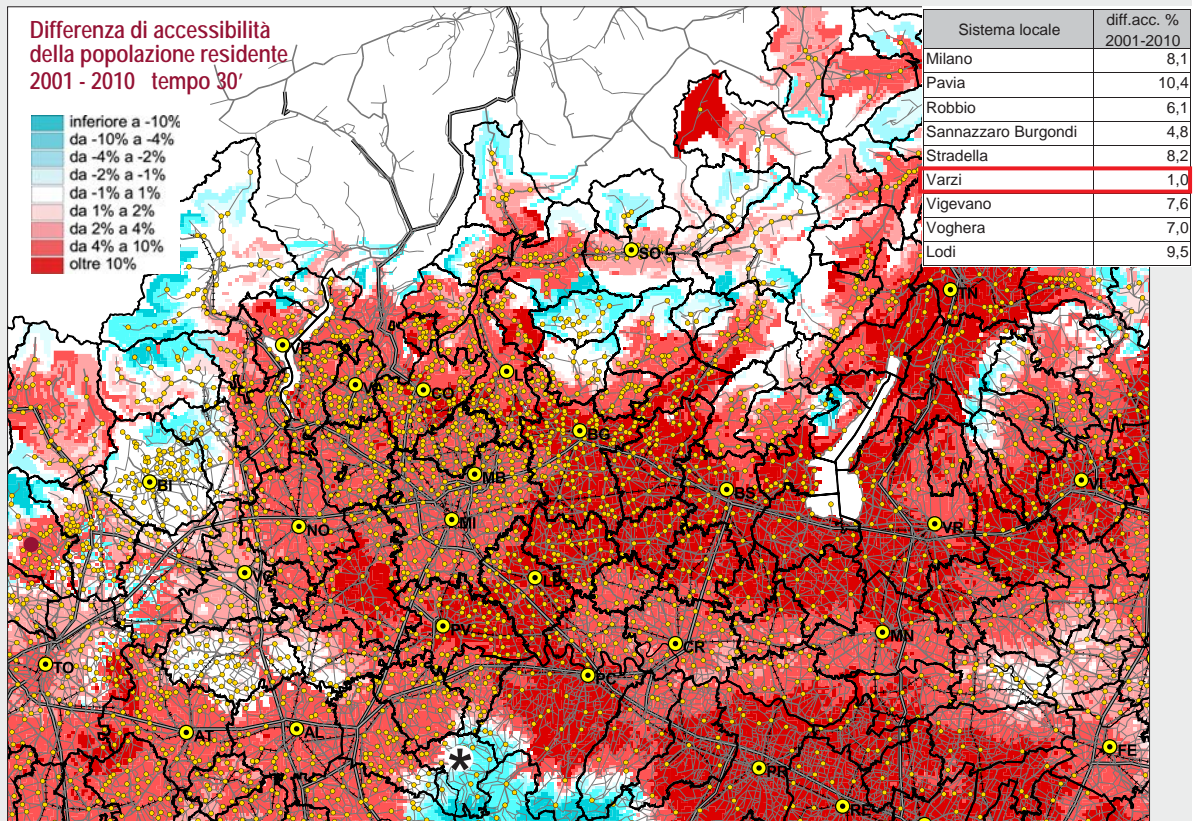 Differenza di accessibilità
della popolazione residente
2001 - 2010 tempo 30'
inferiore a -10%
da -10% a -4%
da -4% a -2%
da -2% a -1%
da -1% a 1%
da 1% a 2%
da 2% a 4%
da 4% a 10%
oltre 10%
Sistema locale diff.acc. % 2001-2010
Milano 8,1
Pavia 10,4
Robbio 6,1
Sannazzaro Burgondi 4,8
Stradella 8,2
Varzi 1,0
Vigevano 7,6
Voghera 7,0
Lodi 9,5
SO
TN
VB
VA
CO
BG
BI
MB
BS
VI
MI
NO
VR
VC
PV
MN
CR
TO
PC
AT
AL
*
FE
PR
RE